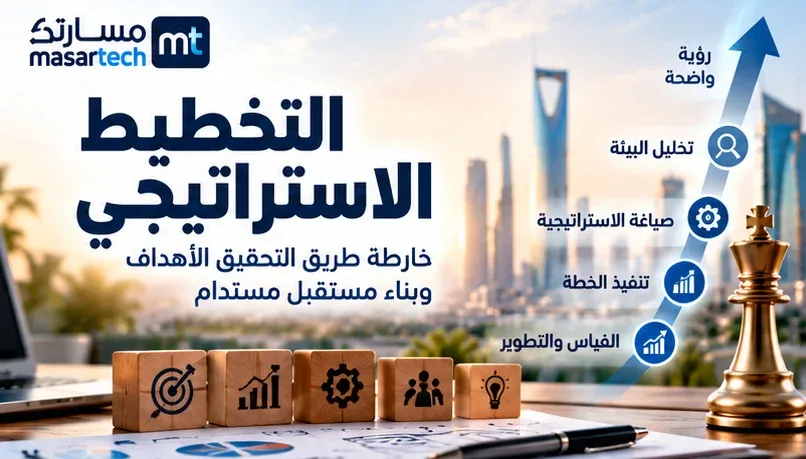 مسارتك
masartech
mt
التخطيط
الاستراتيجي
خارطة طريق التحقيق الأهداف
وبناء مستقبل مستدام
رؤية
واضحة
تخليل البيئة
صياغة الاستراتيجية
تنفيذ الخطة
الفياس والتطوير